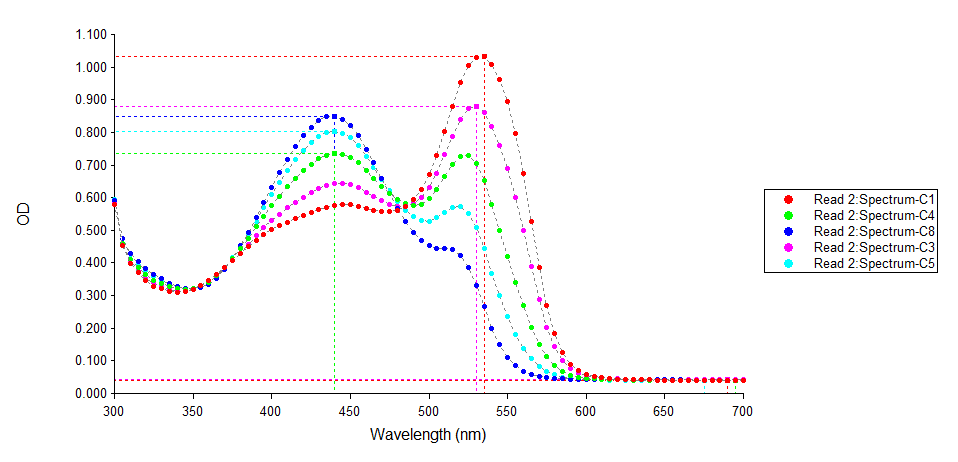 1.100
1.000
0.900
0.800
0.700
0.600
0.500
0.400
0.300
0.200
0.100
0.000
OD
300 350 400 450 500 550 600 650 700
Wavelength (nm)
Read 2:Spectrum-C1
Read 2:Spectrum-C4
Read 2:Spectrum-C8
Read 2:Spectrum-C3
Read 2:Spectrum-C5